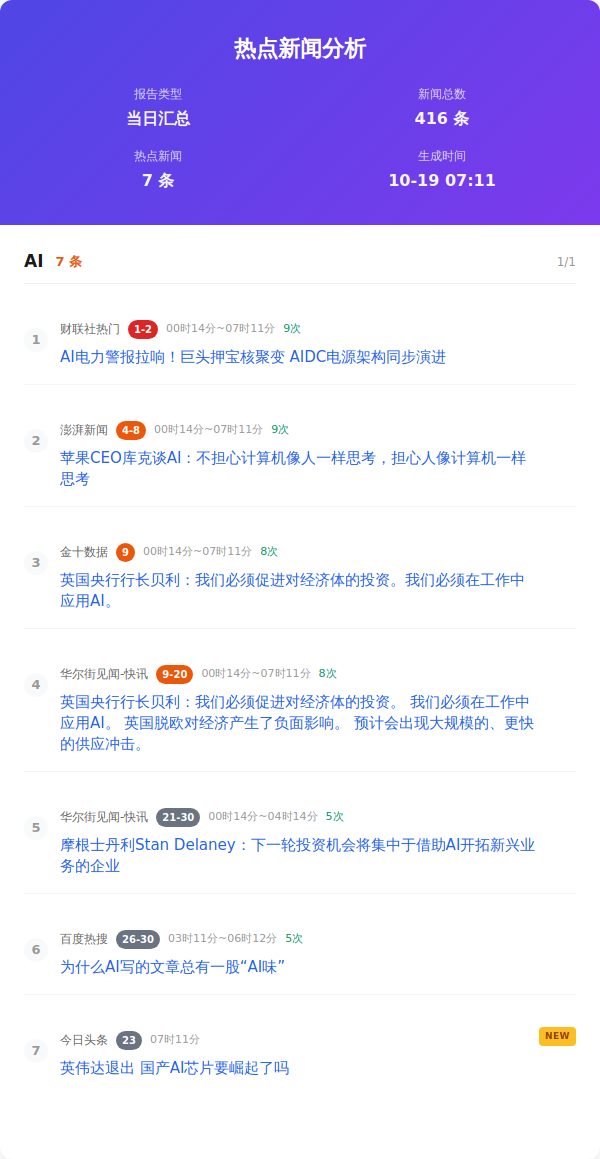 热点新闻分析
报告类型
新闻总数
当日汇总
416 条
热点新闻
生成时间
7 条
10-19 07:11
AI 7 条 1/1
1
财联社热门 1-2 00时14分~07时11分 9次
AI电力警报拉响！巨头押宝核聚变 AIDC电源架构同步演进
2
澎湃新闻 4-8 00时14分~07时11分 9次
苹果CEO库克谈AI：不担心计算机像人一样思考，担心人像计算机一样
思考
3
金十数据 9 00时14分~07时11分 8次
英国央行行长贝利：我们必须促进对经济体的投资。我们必须在工作中
应用AI。
4
华尔街见闻-快讯 9-20 00时14分~07时11分 8次
英国央行行长贝利：我们必须促进对经济体的投资。 我们必须在工作中
应用AI。 英国脱欧对经济产生了负面影响。 预计会出现大规模的、更快
的供应冲击。
5
华尔街见闻-快讯 21-30 00时14分~04时14分 5次
摩根士丹利Stan Delaney：下一轮投资机会将集中于借助AI开拓新兴业
务的企业
6
百度热搜 26-30 03时11分~06时12分 5次
为什么AI写的文章总有一股“AI味”
7
今日头条 23 07时11分 NEW
英伟达退出 国产AI芯片要崛起了吗